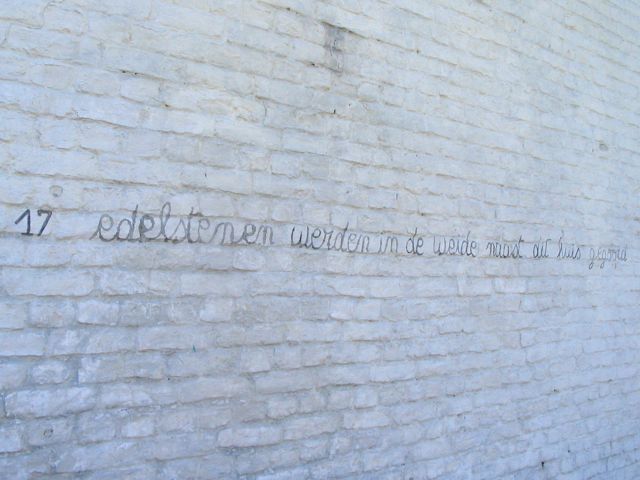 17 edelstenen werden in de weide naast dit huis gegooid